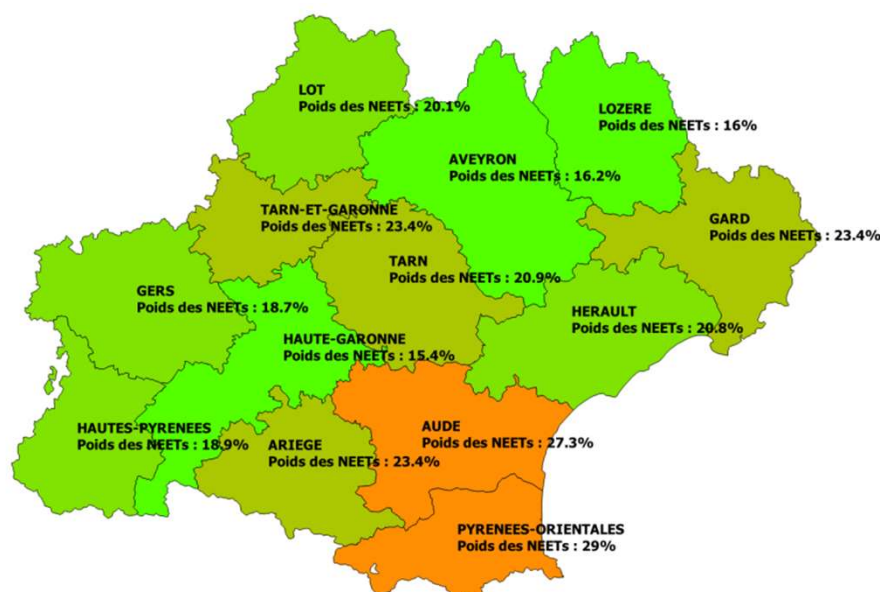 LOT
Poids des NEETs : 20.1%
LOZERE
Poids des NEETs : 16%
AVEYRON
Poids des NEETs : 16.2%
TARN-ET-GARONNE
Poids des NEETs : 23.4%
GARD
Poids des NEETs : 23.4%
TARN
Poids des NEETs : 20.9%
GERS
Poids des NEETs : 18.7%
HERAULT
Poids des NEETs : 20.8%
HAUTE-GARONNE
Poids des NEETs : 15.4%
HAUTES-PYRENEES
Poids des NEETs : 18.9%
ARIEGE
Poids des NEETs : 23.4%
AUDE
Poids des NEETs : 27.3%
PYRENEES-ORIENTALES
Poids des NEETs : 29%